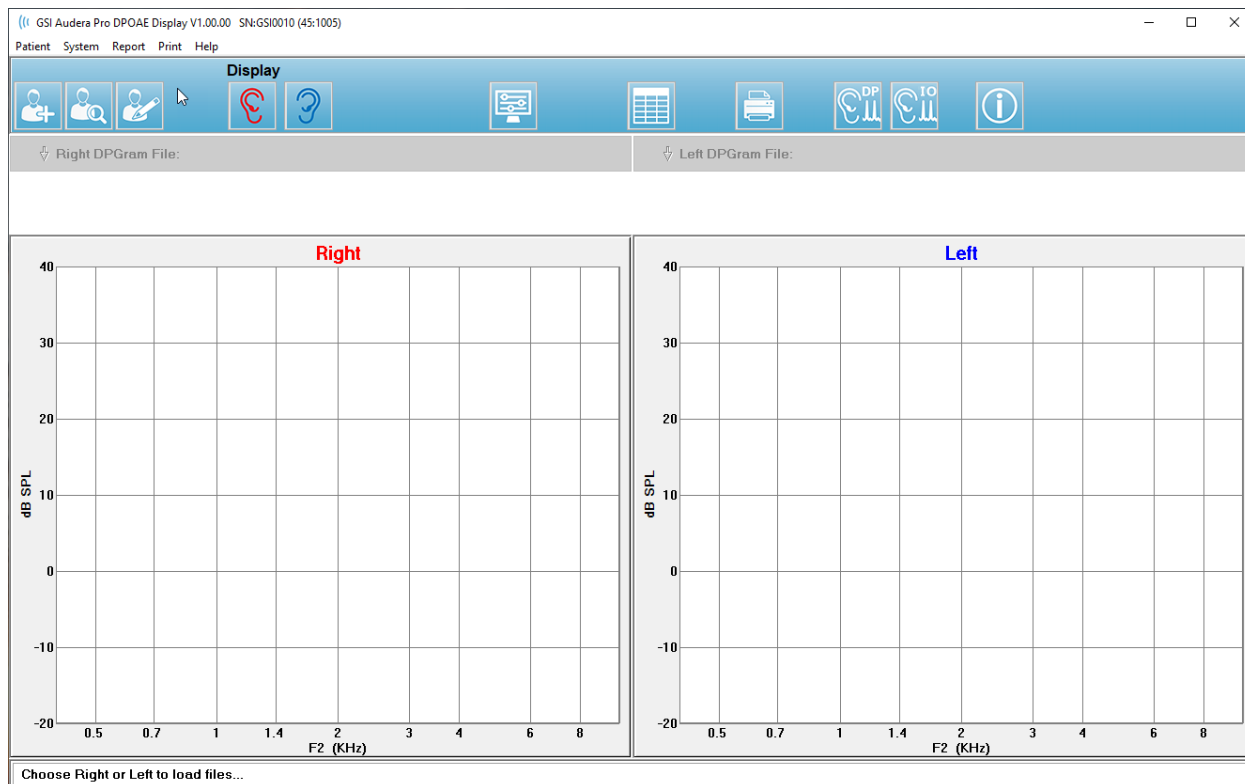 GSI Audera Pro DPOAE Display V1.00.00 SN:GSI0010 (45:1005)
Patient System Report Print Help
Display
DP IO
Right DPGram File: Left DPGram File:
Right
40
30
20
10
0
-10
-20
dB SPL
0.5 0.7 1 1.4 2 3 4 6 8
F2 (KHz)
Left
40
30
20
10
0
-10
-20
dB SPL
0.5 0.7 1 1.4 2 3 4 6 8
F2 (KHz)
Choose Right or Left to load files...